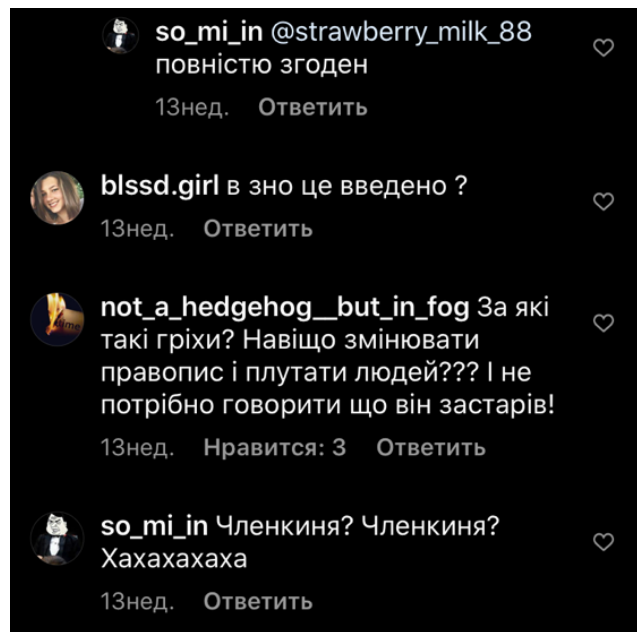 so_mi_in @strawberry_milk_88
повністю згоден
13нед. Ответить
blssd.girl в зно це введено ?
13нед. Ответить
not_a_hedgehog__but_in_fog За які
такі гріхи? Навіщо змінювати
правопис і плутати людей??? І не
потрібно говорити що він застарів!
13нед. Нравится: 3 Ответить
so_mi_in Членкиня? Членкиня?
Хахахахаха
13нед. Ответить